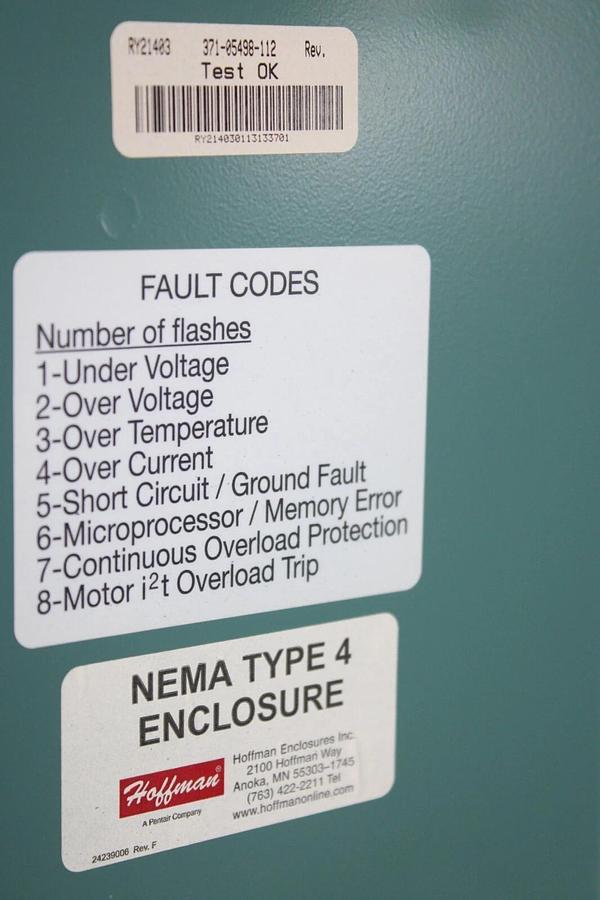 RY21403 371-05498-112 Rev.
Test OK
RY214030113133701
FAULT CODES
Number of flashes
1-Under Voltage
2-Over Voltage
3-Over Temperature
4-Over Current
5-Short Circuit / Ground Fault
6-Microprocessor / Memory Error
7-Continuous Overload Protection
8-Motor i²t Overload Trip
NEMA TYPE 4
ENCLOSURE
Hoffman®
A Pentair Company
Hoffman Enclosures Inc.
2100 Hoffman Way
Anoka, MN 55303-1745
(763) 422-2211 Tel
www.hoffmanonline.com
24239006 Rev. F